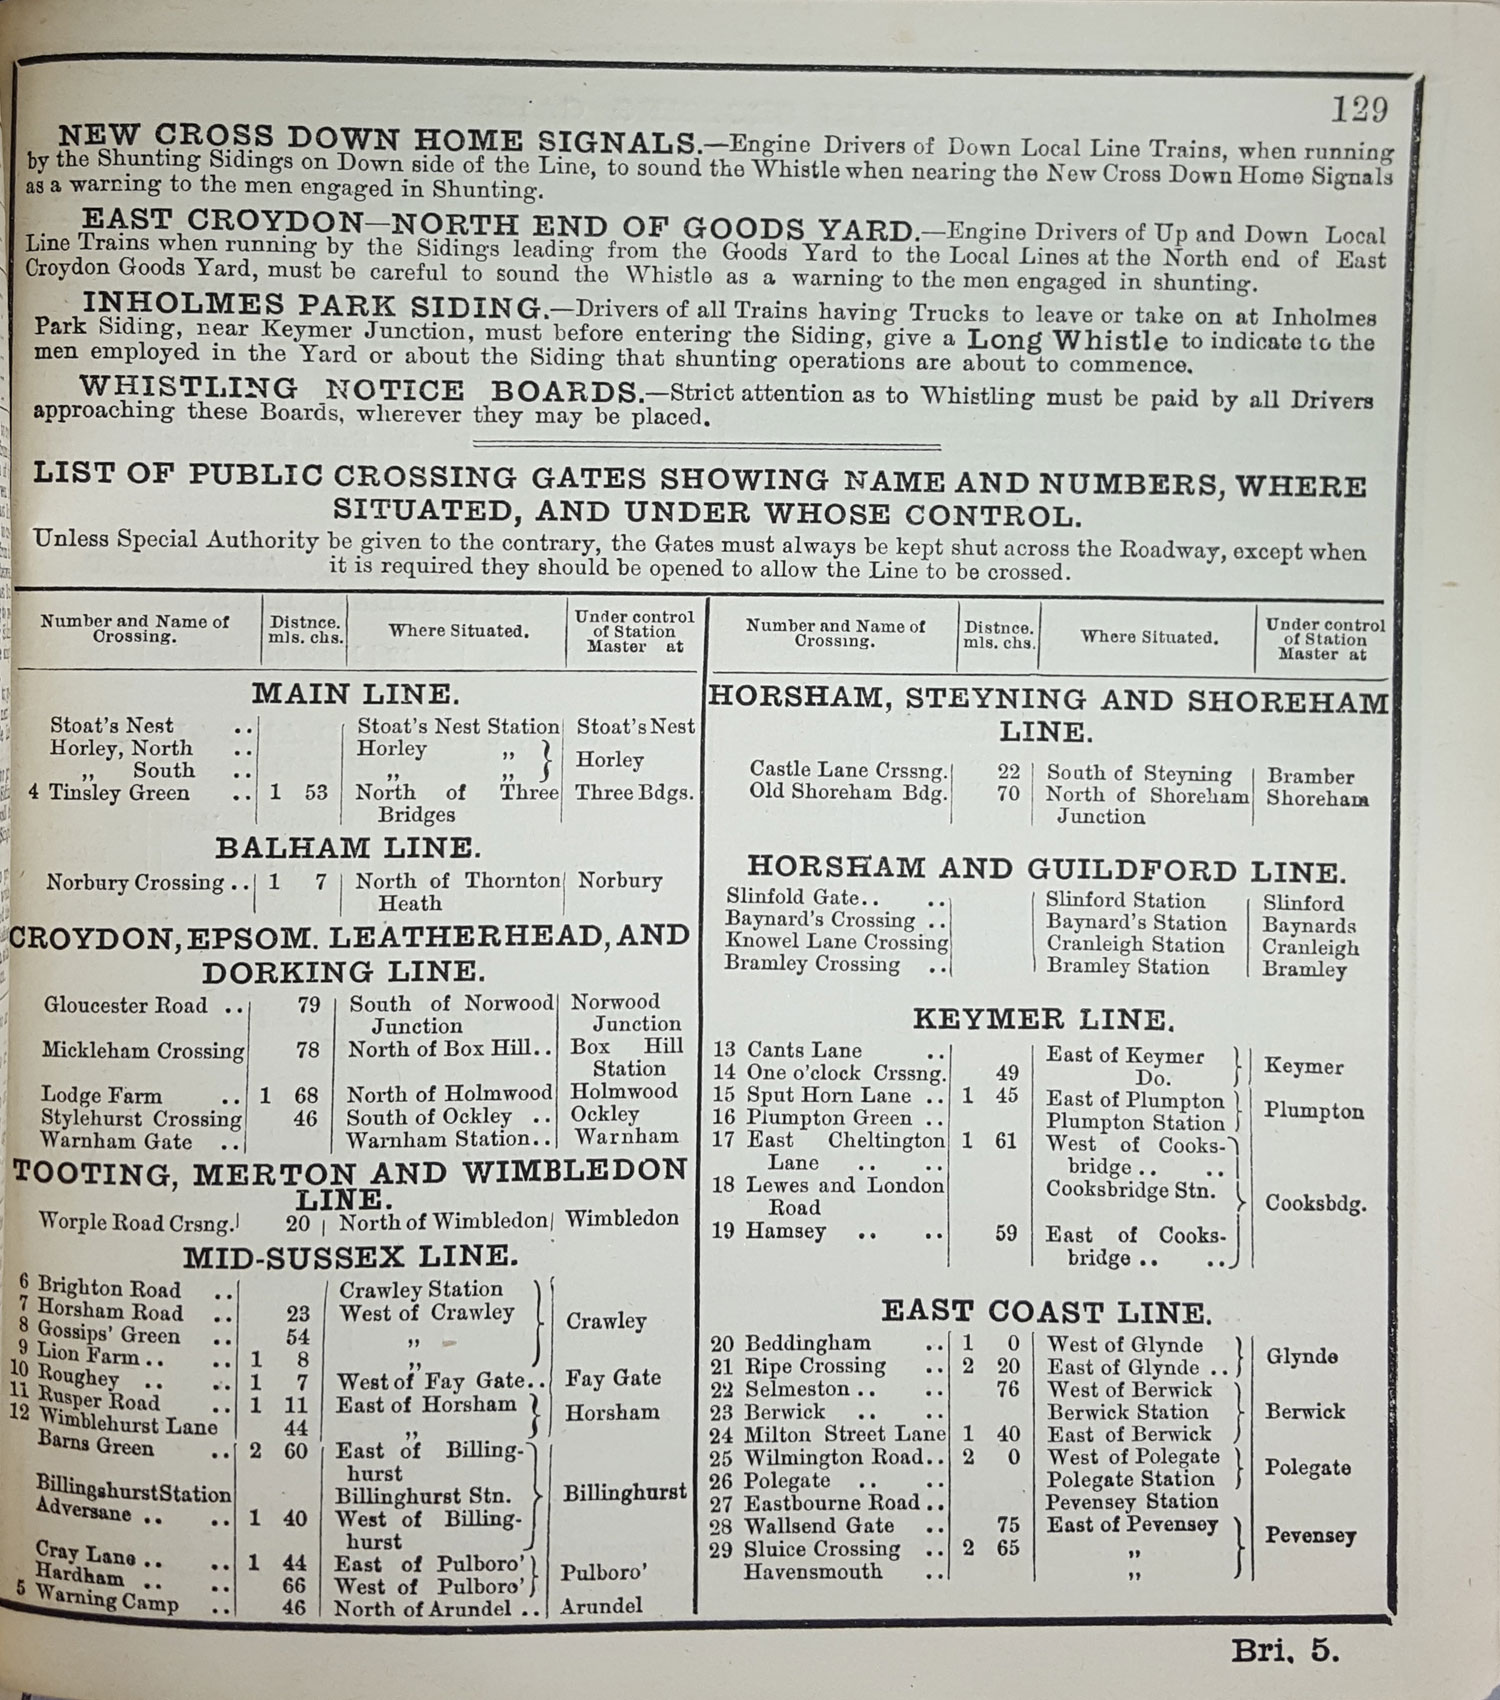 129
NEW CROSS DOWN HOME SIGNALS.—Engine Drivers of Down Local Line Trains, when running
by the Shunting Sidings on Down side of the Line, to sound the Whistle when nearing the New Cross Down Home Signals
as a warning to the men engaged in Shunting.
EAST CROYDON—NORTH END OF GOODS YARD.—Engine Drivers of Up and Down Local
Line Trains when running by the Sidings leading from the Goods Yard to the Local Lines at the North end of East
Croydon Goods Yard, must be careful to sound the Whistle as a warning to the men engaged in shunting.
INHOLMES PARK SIDING.—Drivers of all Trains having Trucks to leave or take on at Inholmes
Park Siding, near Keymer Junction, must before entering the Siding, give a Long Whistle to indicate to the
men employed in the Yard or about the Siding that shunting operations are about to commence.
WHISTLING NOTICE BOARDS.—Strict attention as to Whistling must be paid by all Drivers
approaching these Boards, wherever they may be placed.
LIST OF PUBLIC CROSSING GATES SHOWING NAME AND NUMBERS, WHERE
SITUATED, AND UNDER WHOSE CONTROL.
Unless Special Authority be given to the contrary, the Gates must always be kept shut across the Roadway, except when
it is required they should be opened to allow the Line to be crossed.
Number and Name of Crossing. Distnce. mls. chs. Where Situated. Under control of Station Master at
MAIN LINE.
Stoat's Nest .. Stoat's Nest Station Stoat's Nest
Horley, North .. Horley „ } Horley
„ South .. „ „
4 Tinsley Green .. 1 53 North of Three Three Bdgs.
Bridges
BALHAM LINE.
Norbury Crossing .. 1 7 North of Thornton Norbury
Heath
CROYDON, EPSOM. LEATHERHEAD, AND
DORKING LINE.
Gloucester Road .. 79 South of Norwood Norwood
Junction Junction
Mickleham Crossing 78 North of Box Hill.. Box Hill
Station
Lodge Farm .. 1 68 North of Holmwood Holmwood
Stylehurst Crossing 46 South of Ockley .. Ockley
Warnham Gate .. Warnham Station.. Warnham
TOOTING, MERTON AND WIMBLEDON
LINE.
Worple Road Crsng. 20 North of Wimbledon Wimbledon
MID-SUSSEX LINE.
6 Brighton Road .. Crawley Station
7 Horsham Road .. 23 West of Crawley } Crawley
8 Gossips' Green .. 54 „
9 Lion Farm .. .. 1 8 „
10 Roughey .. .. 1 7 West of Fay Gate.. Fay Gate
11 Rusper Road .. 1 11 East of Horsham } Horsham
12 Wimblehurst Lane 44 „
Barns Green .. 2 60 East of Billing-
hurst
BillingshurstStation Billinghurst Stn. } Billinghurst
Adversane .. .. 1 40 West of Billing-
hurst
Cray Lane .. .. 1 44 East of Pulboro' } Pulboro'
Hardham .. .. 66 West of Pulboro'
5 Warning Camp .. 46 North of Arundel .. Arundel
Number and Name of Crossing. Distnce. mls. chs. Where Situated. Under control of Station Master at
HORSHAM, STEYNING AND SHOREHAM
LINE.
Castle Lane Crssng. 22 South of Steyning Bramber
Old Shoreham Bdg. 70 North of Shoreham Shoreham
Junction
HORSHAM AND GUILDFORD LINE.
Slinfold Gate.. .. Slinford Station Slinford
Baynard's Crossing .. Baynard's Station Baynards
Knowel Lane Crossing Cranleigh Station Cranleigh
Bramley Crossing .. Bramley Station Bramley
KEYMER LINE.
13 Cants Lane .. East of Keymer } Keymer
14 One o'clock Crssng. 49 Do.
15 Sput Horn Lane .. 1 45 East of Plumpton } Plumpton
16 Plumpton Green .. Plumpton Station
17 East Cheltington 1 61 West of Cooks-
Lane .. .. bridge .. ..
18 Lewes and London Cooksbridge Stn. } Cooksbdg.
Road
19 Hamsey .. .. 59 East of Cooks-
bridge .. ..
EAST COAST LINE.
20 Beddingham .. 1 0 West of Glynde } Glynde
21 Ripe Crossing .. 2 20 East of Glynde ..
22 Selmeston .. .. 76 West of Berwick
23 Berwick .. .. Berwick Station } Berwick
24 Milton Street Lane 1 40 East of Berwick
25 Wilmington Road.. 2 0 West of Polegate } Polegate
26 Polegate .. .. Polegate Station
27 Eastbourne Road .. Pevensey Station
28 Wallsend Gate .. 75 East of Pevensey } Pevensey
29 Sluice Crossing .. 2 65 „
Havensmouth .. „
Bri. 5.